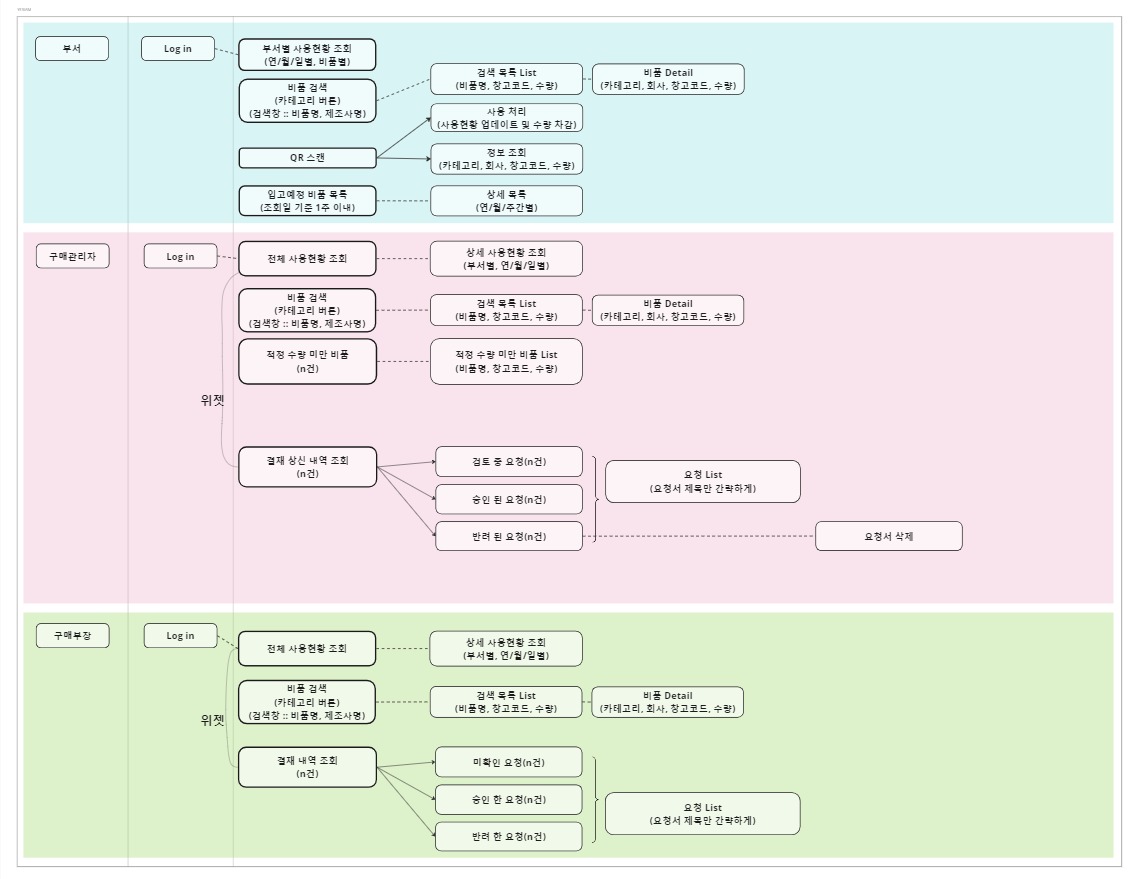 부서
Log in
부서별 사용현황 조회
(연/월/일별, 비품별)
비품 검색
(카테고리 버튼)
(검색창 :: 비품명, 제조사명)
검색 목록 List
(비품명, 창고코드, 수량)
비품 Detail
(카테고리, 회사, 창고코드, 수량)
사용 처리
(사용현황 업데이트 및 수량 차감)
QR 스캔
정보 조회
(카테고리, 회사, 창고코드, 수량)
입고예정 비품 목록
(조회일 기준 1주 이내)
상세 목록
(연/월/주간별)
구매관리자
Log in
전체 사용현황 조회
상세 사용현황 조회
(부서별, 연/월/일별)
비품 검색
(카테고리 버튼)
(검색창 :: 비품명, 제조사명)
검색 목록 List
(비품명, 창고코드, 수량)
비품 Detail
(카테고리, 회사, 창고코드, 수량)
적정 수량 미만 비품
(n건)
적정 수량 미만 비품 List
(비품명, 창고코드, 수량)
위젯
결재 상신 내역 조회
(n건)
검토 중 요청(n건)
승인 된 요청(n건)
반려 된 요청(n건)
요청 List
(요청서 제목만 간략하게)
요청서 삭제
구매부장
Log in
전체 사용현황 조회
상세 사용현황 조회
(부서별, 연/월/일별)
비품 검색
(카테고리 버튼)
(검색창 :: 비품명, 제조사명)
검색 목록 List
(비품명, 창고코드, 수량)
비품 Detail
(카테고리, 회사, 창고코드, 수량)
위젯
결재 내역 조회
(n건)
미확인 요청(n건)
승인 한 요청(n건)
반려 한 요청(n건)
요청 List
(요청서 제목만 간략하게)